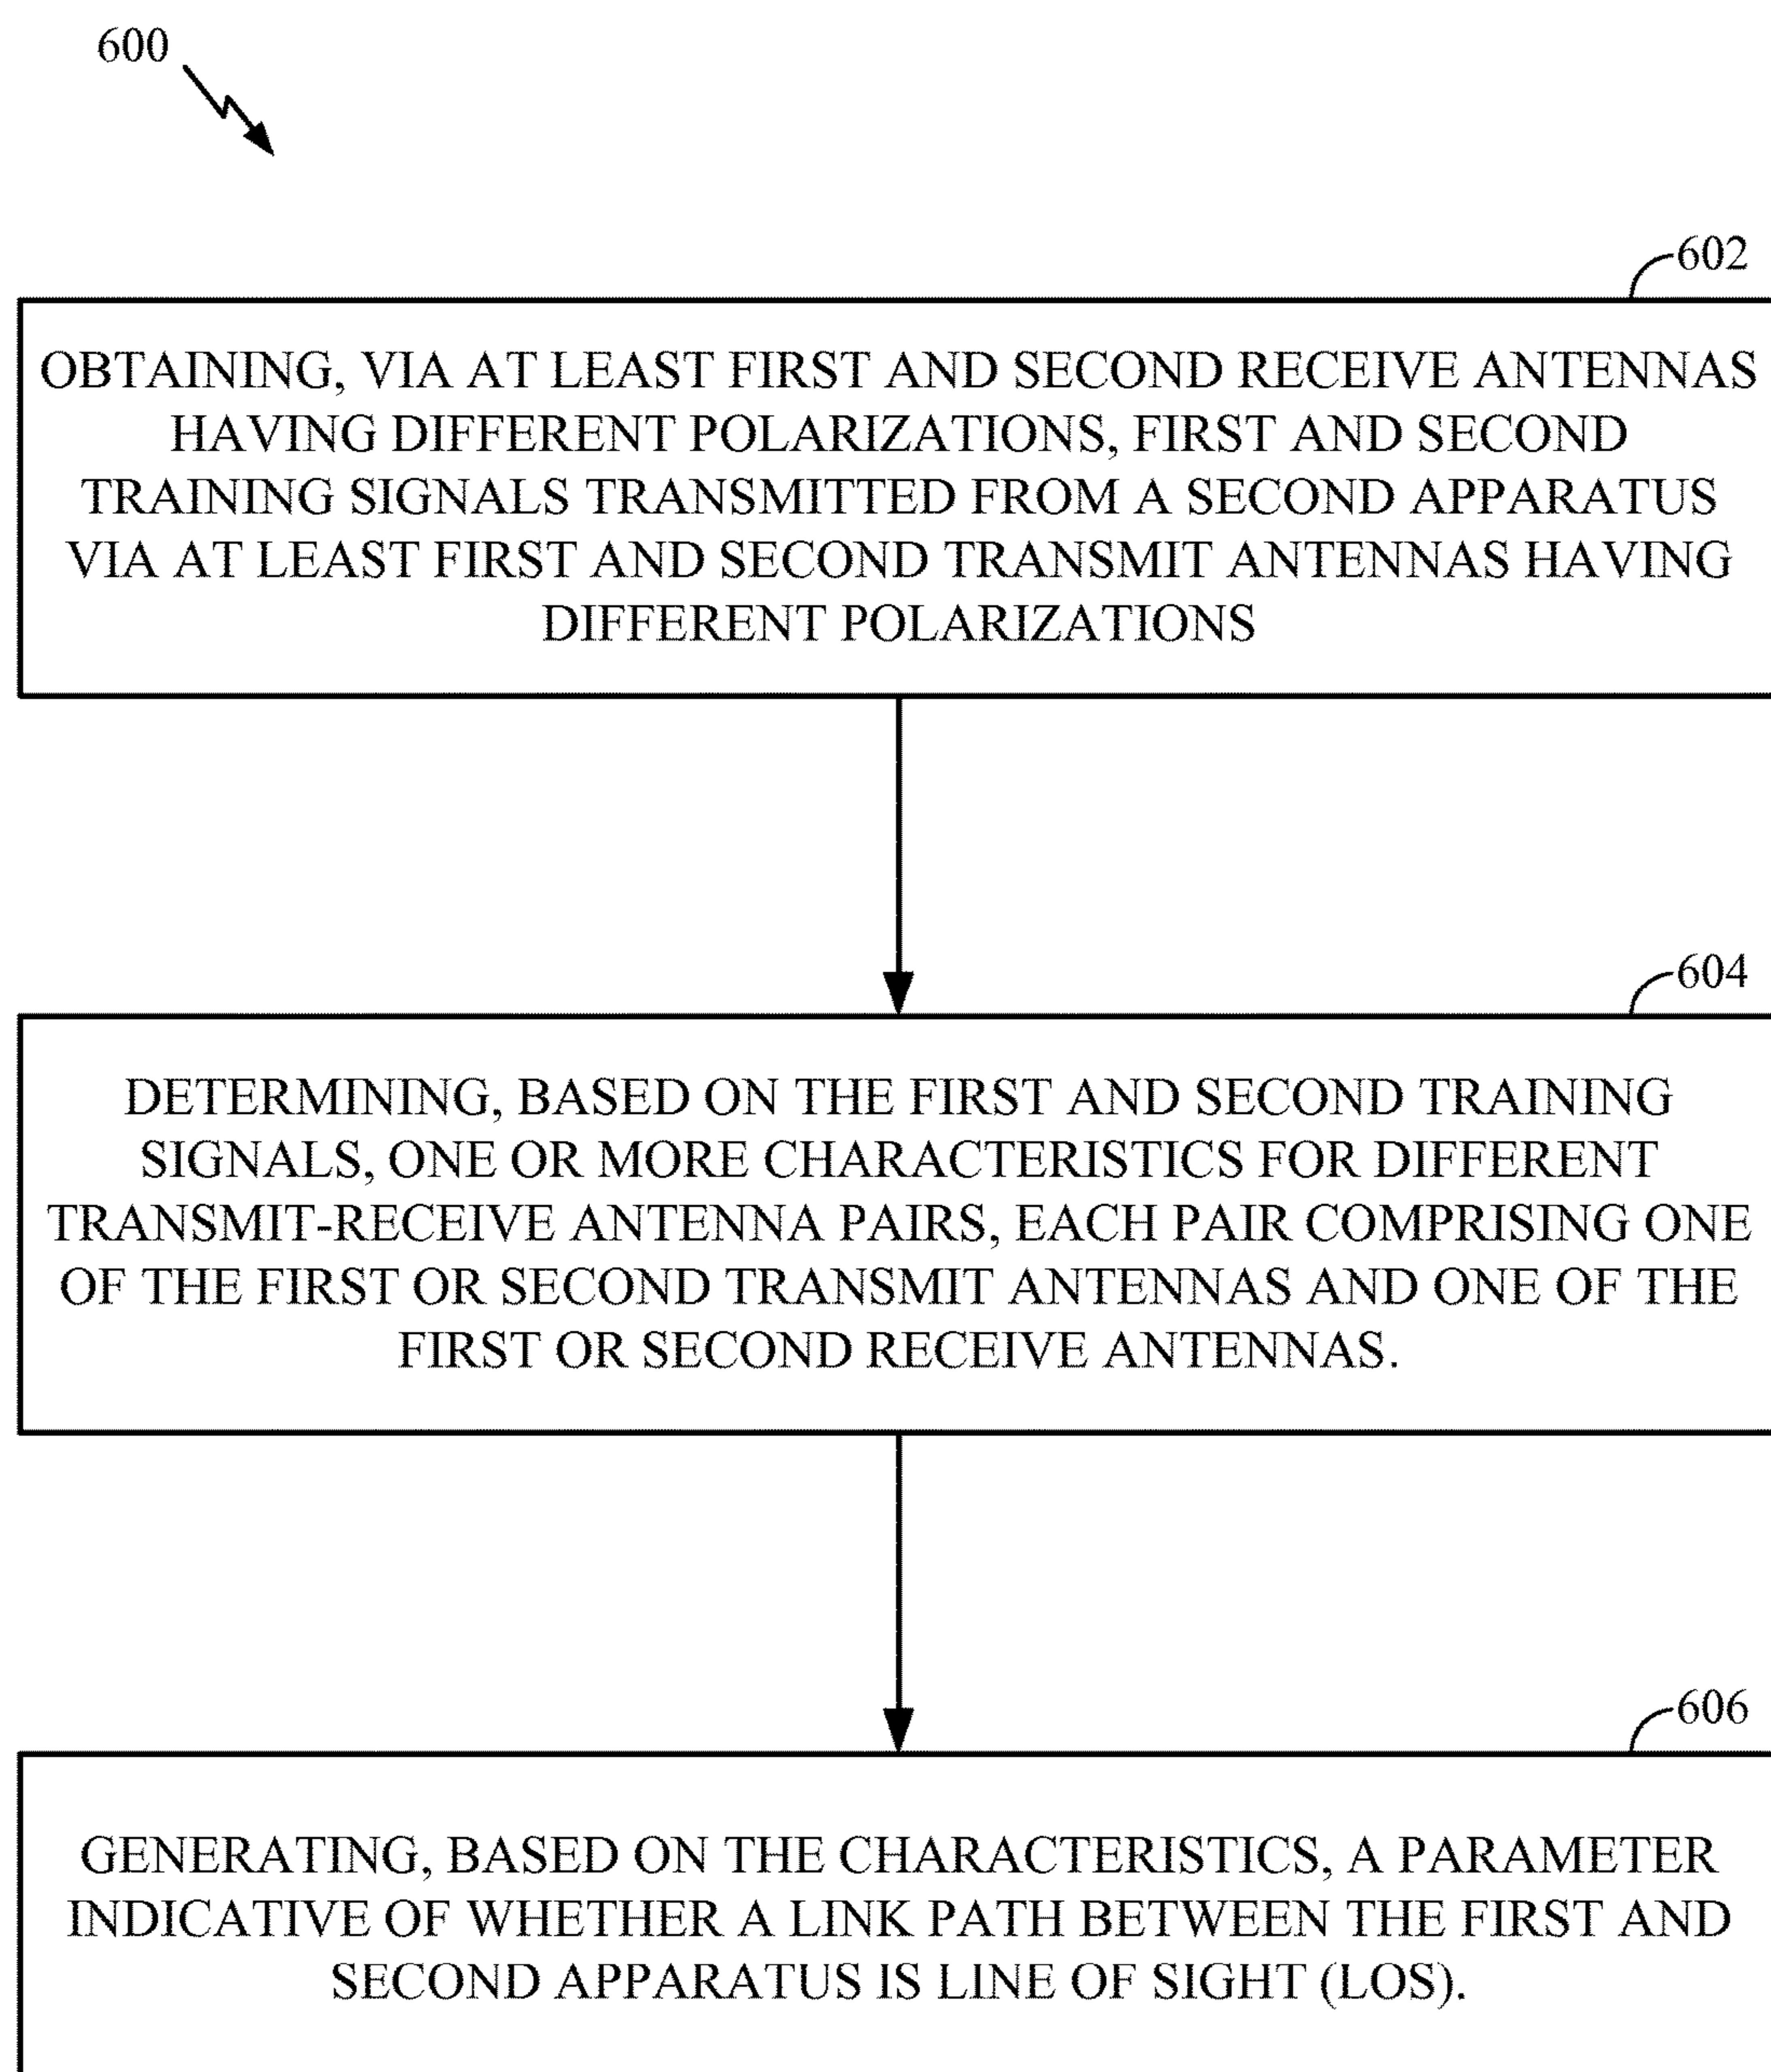 600
602
OBTAINING, VIA AT LEAST FIRST AND SECOND RECEIVE ANTENNAS
HAVING DIFFERENT POLARIZATIONS, FIRST AND SECOND
TRAINING SIGNALS TRANSMITTED FROM A SECOND APPARATUS
VIA AT LEAST FIRST AND SECOND TRANSMIT ANTENNAS HAVING
DIFFERENT POLARIZATIONS
604
DETERMINING, BASED ON THE FIRST AND SECOND TRAINING
SIGNALS, ONE OR MORE CHARACTERISTICS FOR DIFFERENT
TRANSMIT-RECEIVE ANTENNA PAIRS, EACH PAIR COMPRISING ONE
OF THE FIRST OR SECOND TRANSMIT ANTENNAS AND ONE OF THE
FIRST OR SECOND RECEIVE ANTENNAS.
606
GENERATING, BASED ON THE CHARACTERISTICS, A PARAMETER
INDICATIVE OF WHETHER A LINK PATH BETWEEN THE FIRST AND
SECOND APPARATUS IS LINE OF SIGHT (LOS).